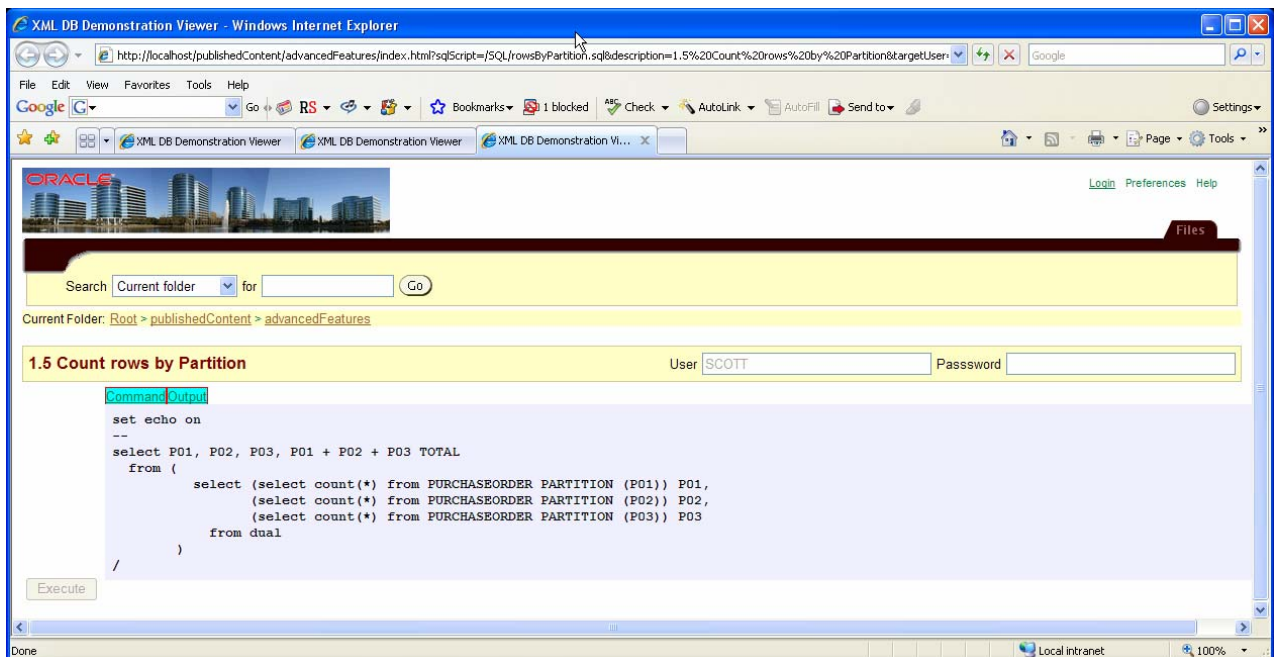 XML DB Demonstration Viewer - Windows Internet Explorer
http://localhost/publishedContent/advancedFeatures/index.html?sqlScript=/SQL/rowsByPartition.sql&description=1.5%20Count%20rows%20by%20Partition&targetUser=
Google
File Edit View Favorites Tools Help
Google G Go RS Bookmarks 1 blocked ABC Check AutoLink AutoFill Send to Settings
XML DB Demonstration Viewer XML DB Demonstration Viewer XML DB Demonstration Vi... X Page Tools »
ORACLE
Login Preferences Help
Files
Search Current folder for Go
Current Folder: Root > publishedContent > advancedFeatures
1.5 Count rows by Partition User SCOTT Passsword
Command Output
set echo on
--
select P01, P02, P03, P01 + P02 + P03 TOTAL
from (
select (select count(*) from PURCHASEORDER PARTITION (P01)) P01,
(select count(*) from PURCHASEORDER PARTITION (P02)) P02,
(select count(*) from PURCHASEORDER PARTITION (P03)) P03
from dual
)
/
Execute
Done Local intranet 100%